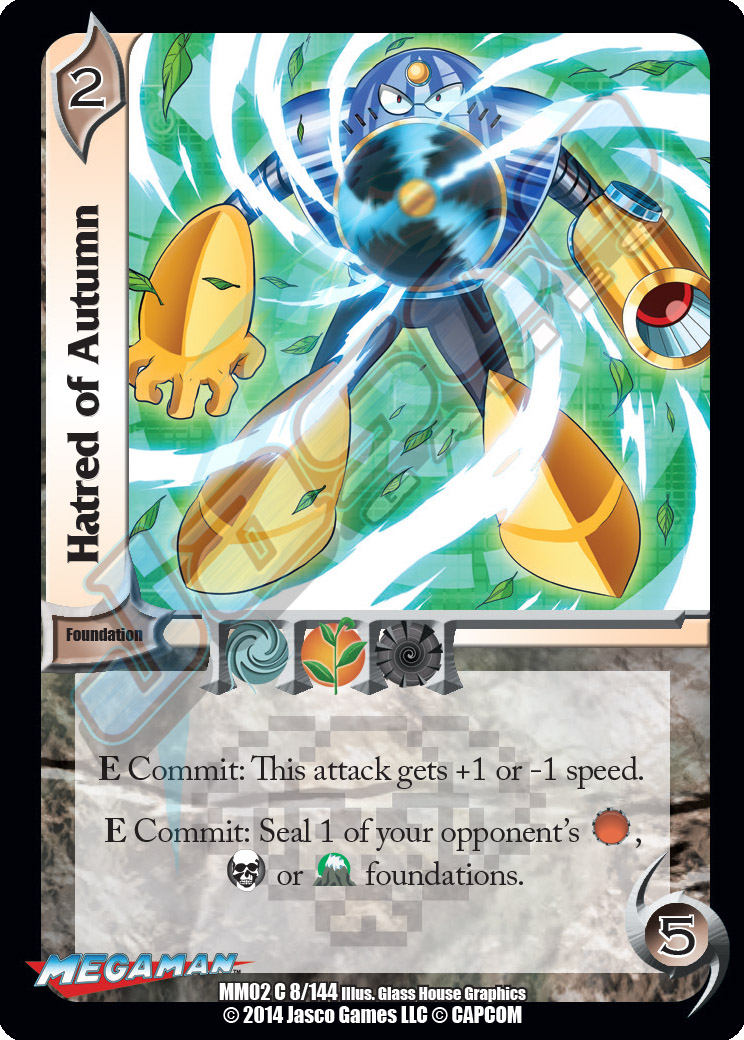 2
Hatred of Autumn
Foundation
E Commit: This attack gets +1 or -1 speed.
E Commit: Seal 1 of your opponent's ,
or foundations.
5
MEGAMAN™
MM02 C 8/144 Illus. Glass House Graphics
© 2014 Jasco Games LLC © CAPCOM